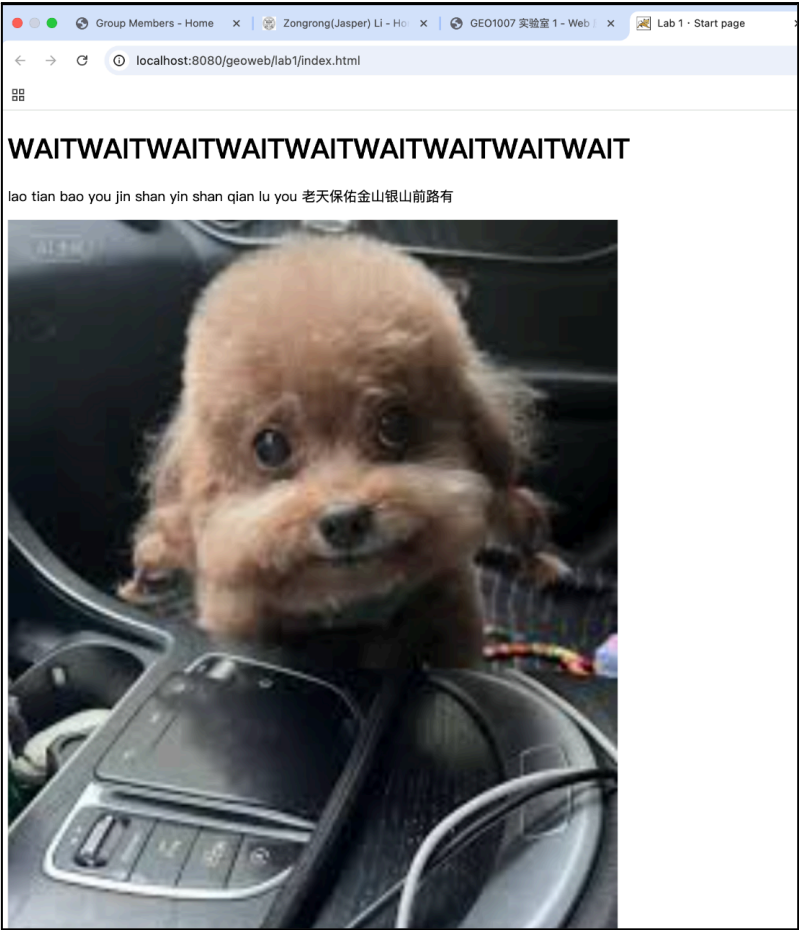 Group Members - Home
Zongrong(Jasper) Li - Ho
GEO1007 实验室 1 - Web
Lab 1 · Start page
localhost:8080/geoweb/lab1/index.html
WAITWAITWAITWAITWAITWAITWAITWAITWAIT
lao tian bao you jin shan yin shan qian lu you 老天保佑金山银山前路有